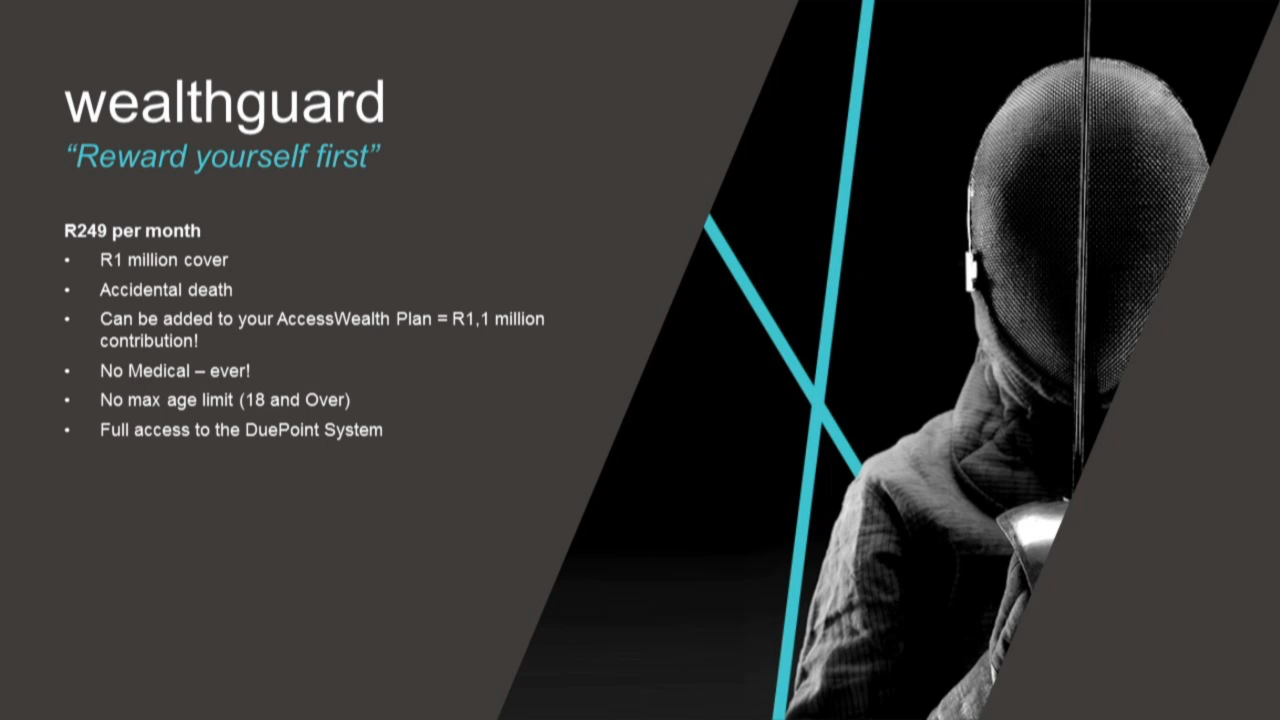 wealthguard
“Reward yourself first”
R249 per month
• R1 million cover
• Accidental death
• Can be added to your AccessWealth Plan = R1,1 million
contribution!
• No Medical – ever!
• No max age limit (18 and Over)
• Full access to the DuePoint System